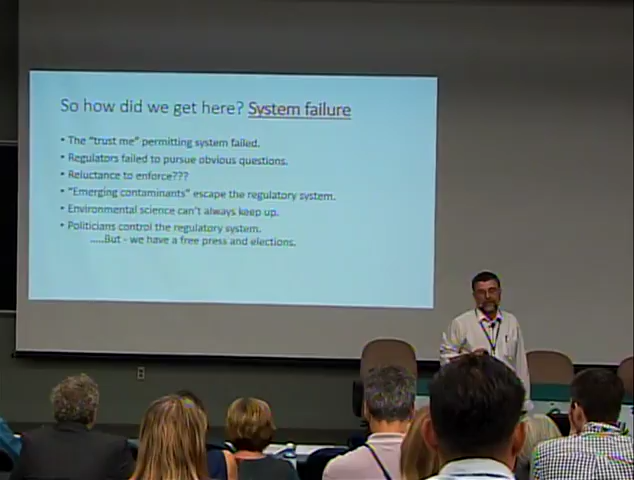 So how did we get here? System failure
• The "trust me" permitting system failed.
• Regulators failed to pursue obvious questions.
• Reluctance to enforce???
• "Emerging contaminants" escape the regulatory system.
• Environmental science can't always keep up.
• Politicians control the regulatory system.
.....But - we have a free press and elections.